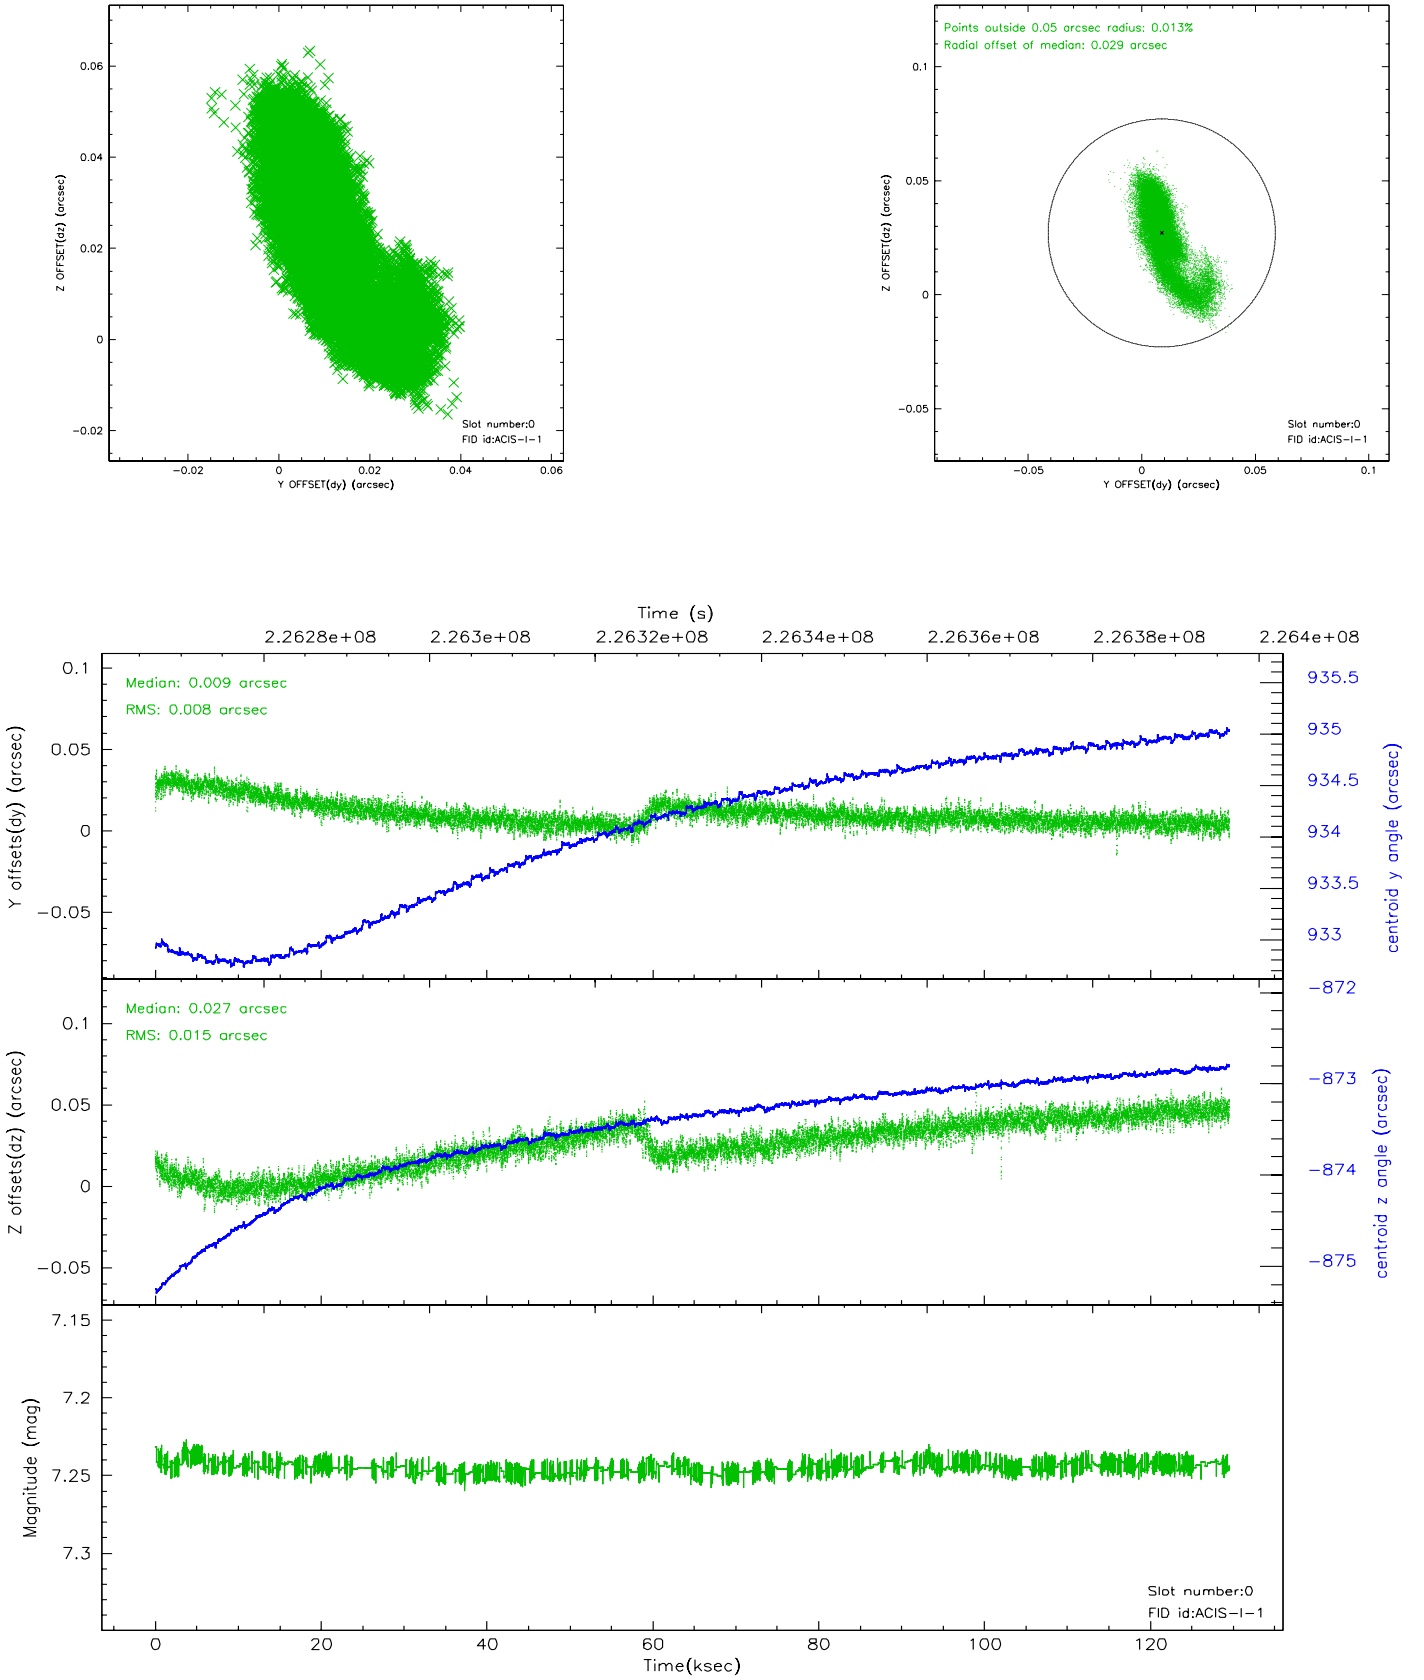 0.06
0.04
0.02
0
−0.02
Z OFFSET(dz) (arcsec)
Slot number:0
FID id:ACIS−I−1
−0.02 0 0.02 0.04 0.06
Y OFFSET(dy) (arcsec)
Points outside 0.05 arcsec radius: 0.013%
Radial offset of median: 0.029 arcsec
0.1
0.05
0
−0.05
Z OFFSET(dz) (arcsec)
Slot number:0
FID id:ACIS−I−1
−0.05 0 0.05 0.1
Y OFFSET(dy) (arcsec)
Time (s)
2.2628e+08 2.263e+08 2.2632e+08 2.2634e+08 2.2636e+08 2.2638e+08 2.264e+08
Median: 0.009 arcsec
RMS: 0.008 arcsec
0.1
0.05
0
−0.05
Y offsets(dy) (arcsec)
935.5
935
934.5
934
933.5
933
centroid y angle (arcsec)
Median: 0.027 arcsec
RMS: 0.015 arcsec
0.1
0.05
0
−0.05
Z offsets(dz) (arcsec)
−872
−873
−874
−875
centroid z angle (arcsec)
7.15
7.2
7.25
7.3
Magnitude (mag)
Slot number:0
FID id:ACIS−I−1
0 20 40 60 80 100 120
Time(ksec)